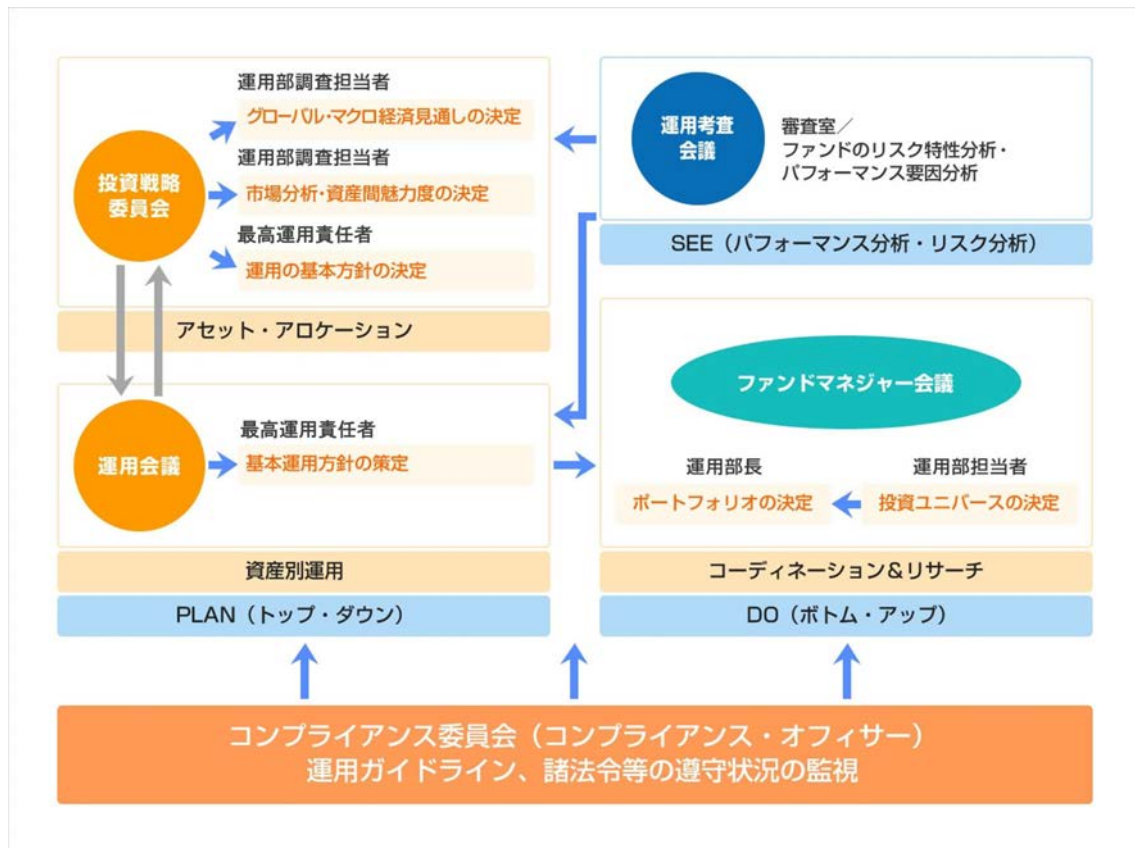 投資戦略
委員会
運用部調査担当者
グローバル・マクロ経済見通しの決定
運用部調査担当者
市場分析・資産間魅力度の決定
最高運用責任者
運用の基本方針の決定
アセット・アロケーション
運用会議
最高運用責任者
基本運用方針の策定
資産別運用
PLAN（トップ・ダウン）
運用考査
会議
審査室／
ファンドのリスク特性分析・
パフォーマンス要因分析
SEE（パフォーマンス分析・リスク分析）
ファンドマネジャー会議
運用部長
ポートフォリオの決定
運用部担当者
投資ユニバースの決定
コーディネーション＆リサーチ
DO（ボトム・アップ）
コンプライアンス委員会（コンプライアンス・オフィサー）
運用ガイドライン、諸法令等の遵守状況の監視